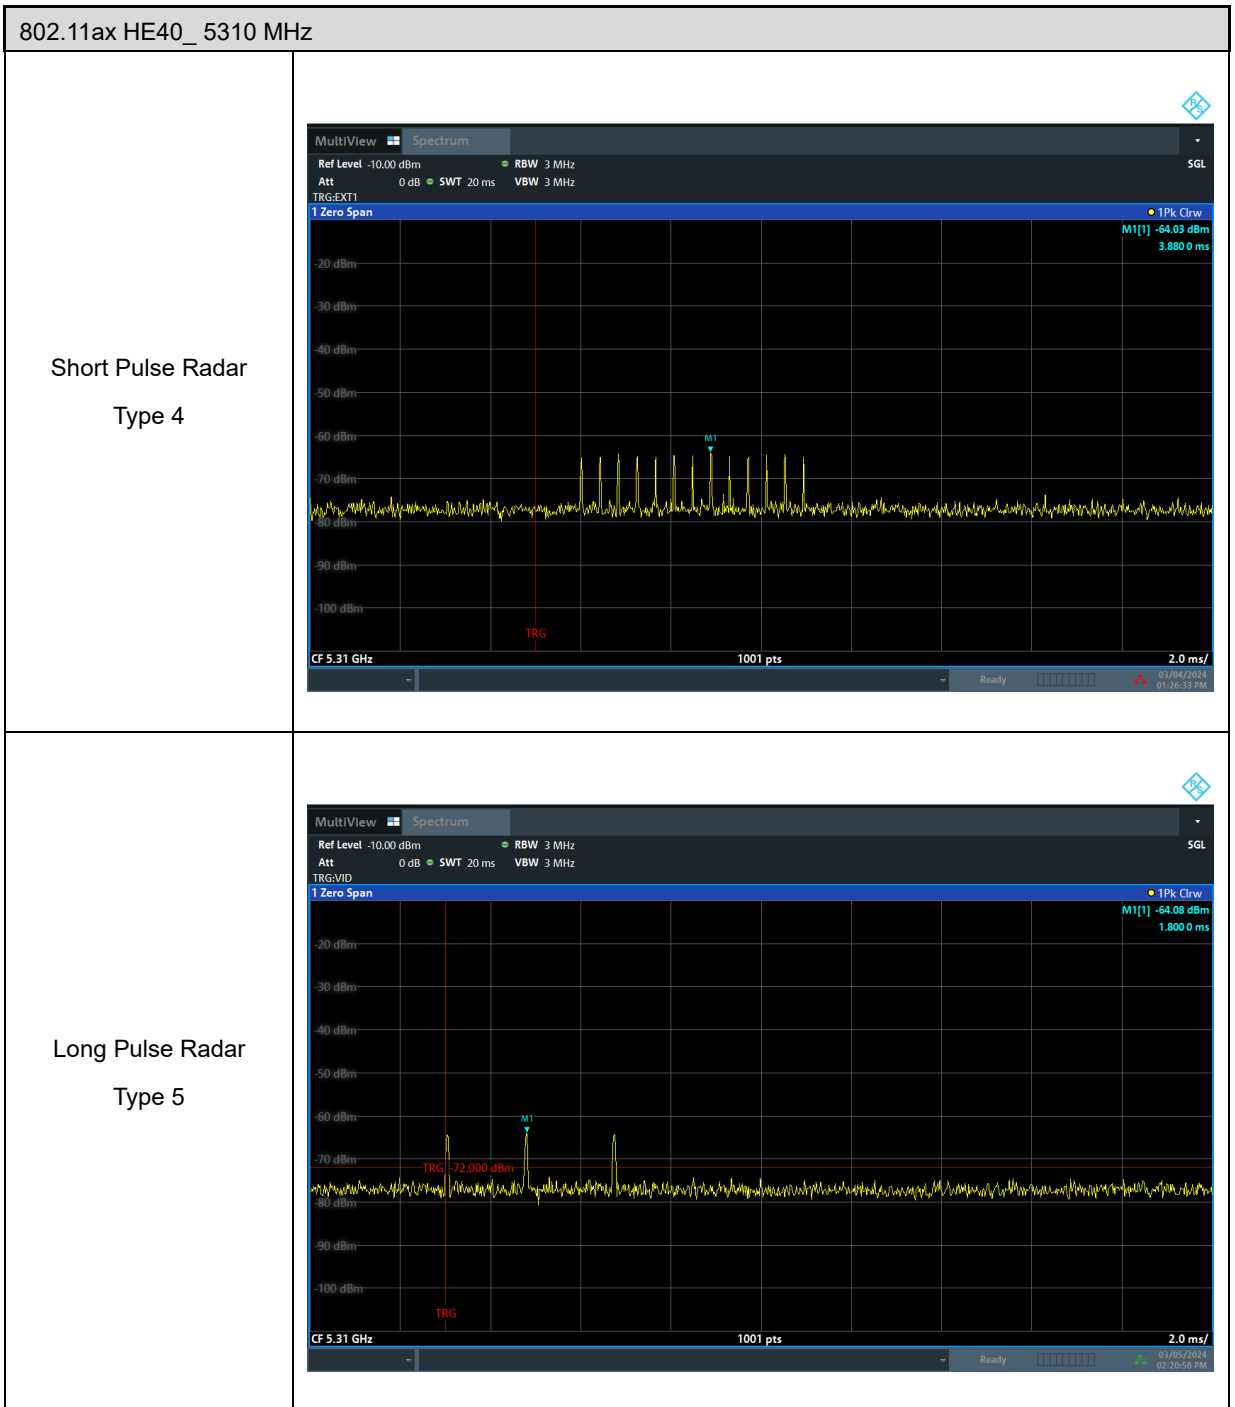 802.11ax HE40_ 5310 MHz
Short Pulse Radar
Type 4
R S
MultiView Spectrum
Ref Level -10.00 dBm RBW 3 MHz SGL
Att 0 dB SWT 20 ms VBW 3 MHz
TRG:EXT1
1 Zero Span 1Pk Clrw
M1[1] -64.03 dBm
3.880 0 ms
-20 dBm
-30 dBm
-40 dBm
-50 dBm
-60 dBm
M1
-70 dBm
-80 dBm
-90 dBm
-100 dBm
TRG
CF 5.31 GHz 1001 pts 2.0 ms/
Ready 03/04/2024
01:26:33 PM
Long Pulse Radar
Type 5
R S
MultiView Spectrum
Ref Level -10.00 dBm RBW 3 MHz SGL
Att 0 dB SWT 20 ms VBW 3 MHz
TRG:VID
1 Zero Span 1Pk Clrw
M1[1] -64.08 dBm
1.800 0 ms
-20 dBm
-30 dBm
-40 dBm
-50 dBm
-60 dBm
M1
-70 dBm
TRG -72.000 dBm
-80 dBm
-90 dBm
-100 dBm
TRG
CF 5.31 GHz 1001 pts 2.0 ms/
Ready 03/05/2024
02:20:56 PM